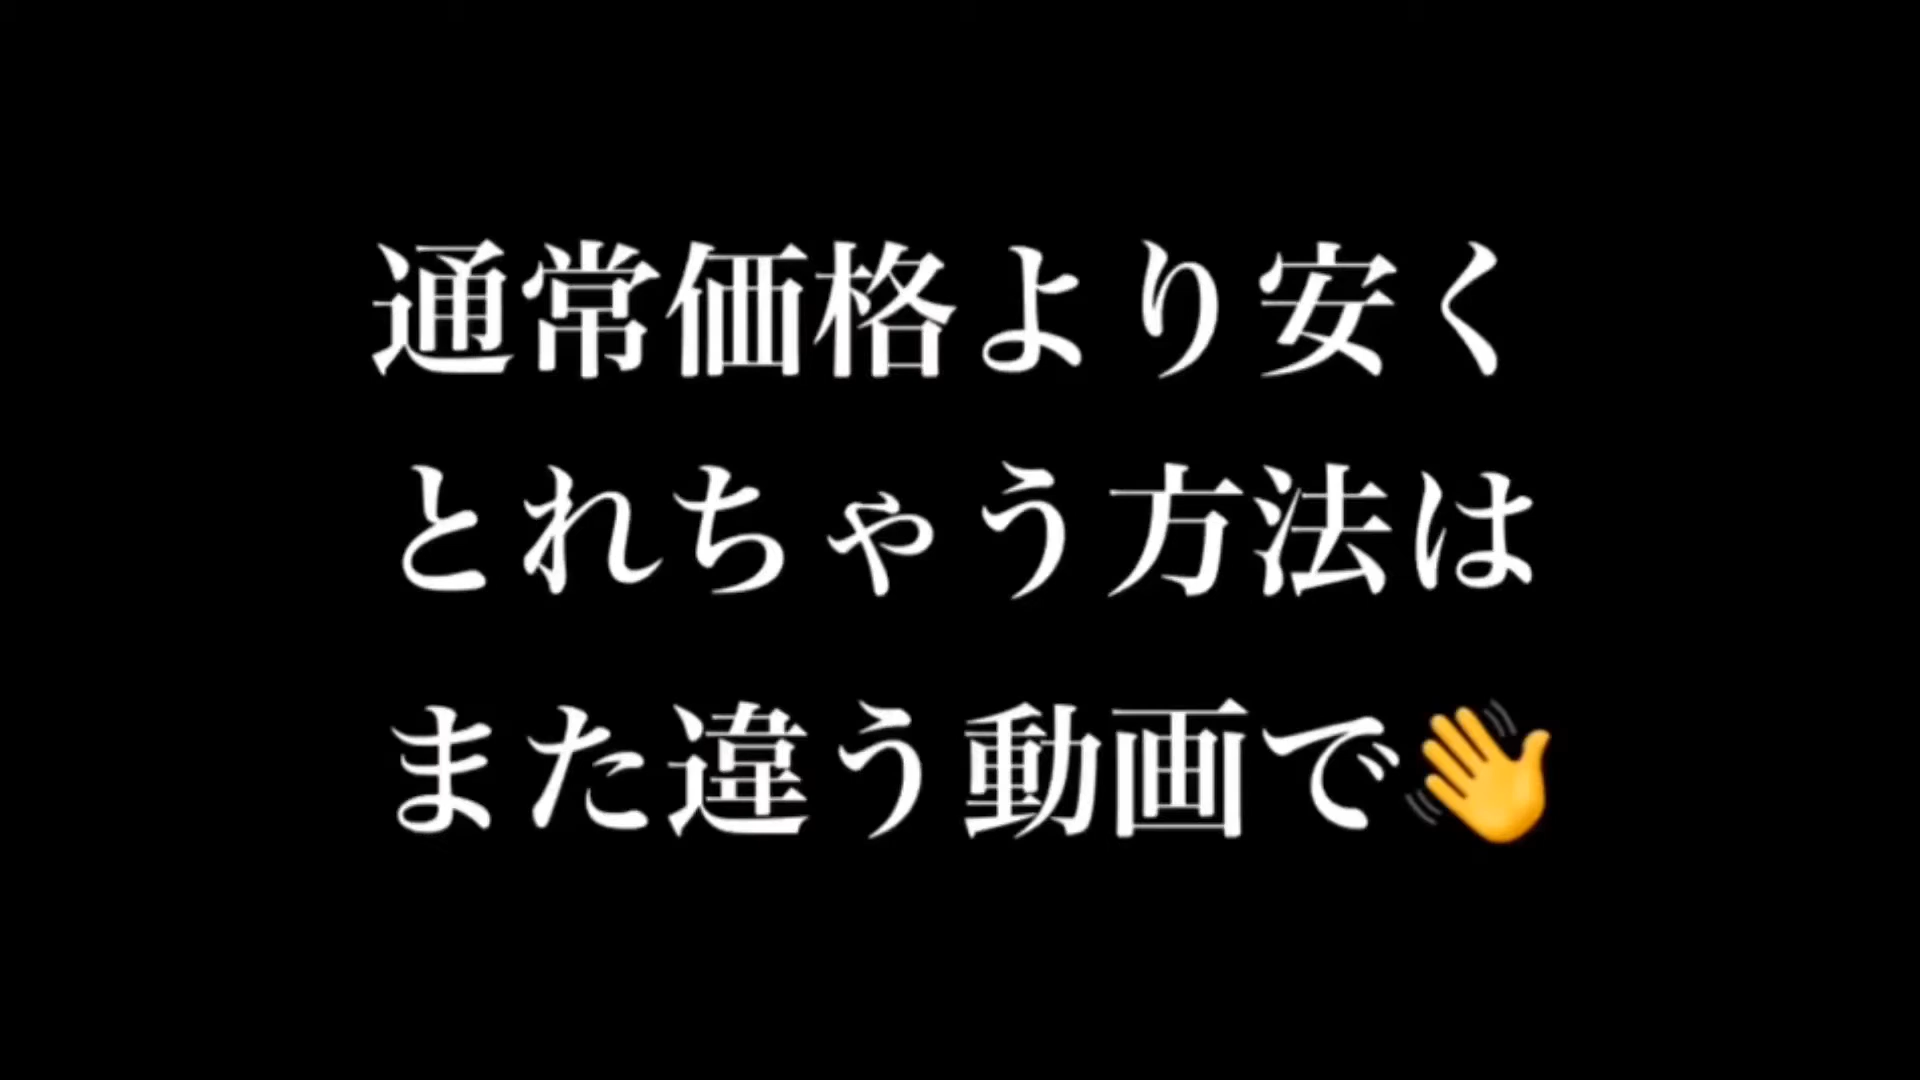 通常価格より安く
とれちゃう方法は
また違う動画で👋